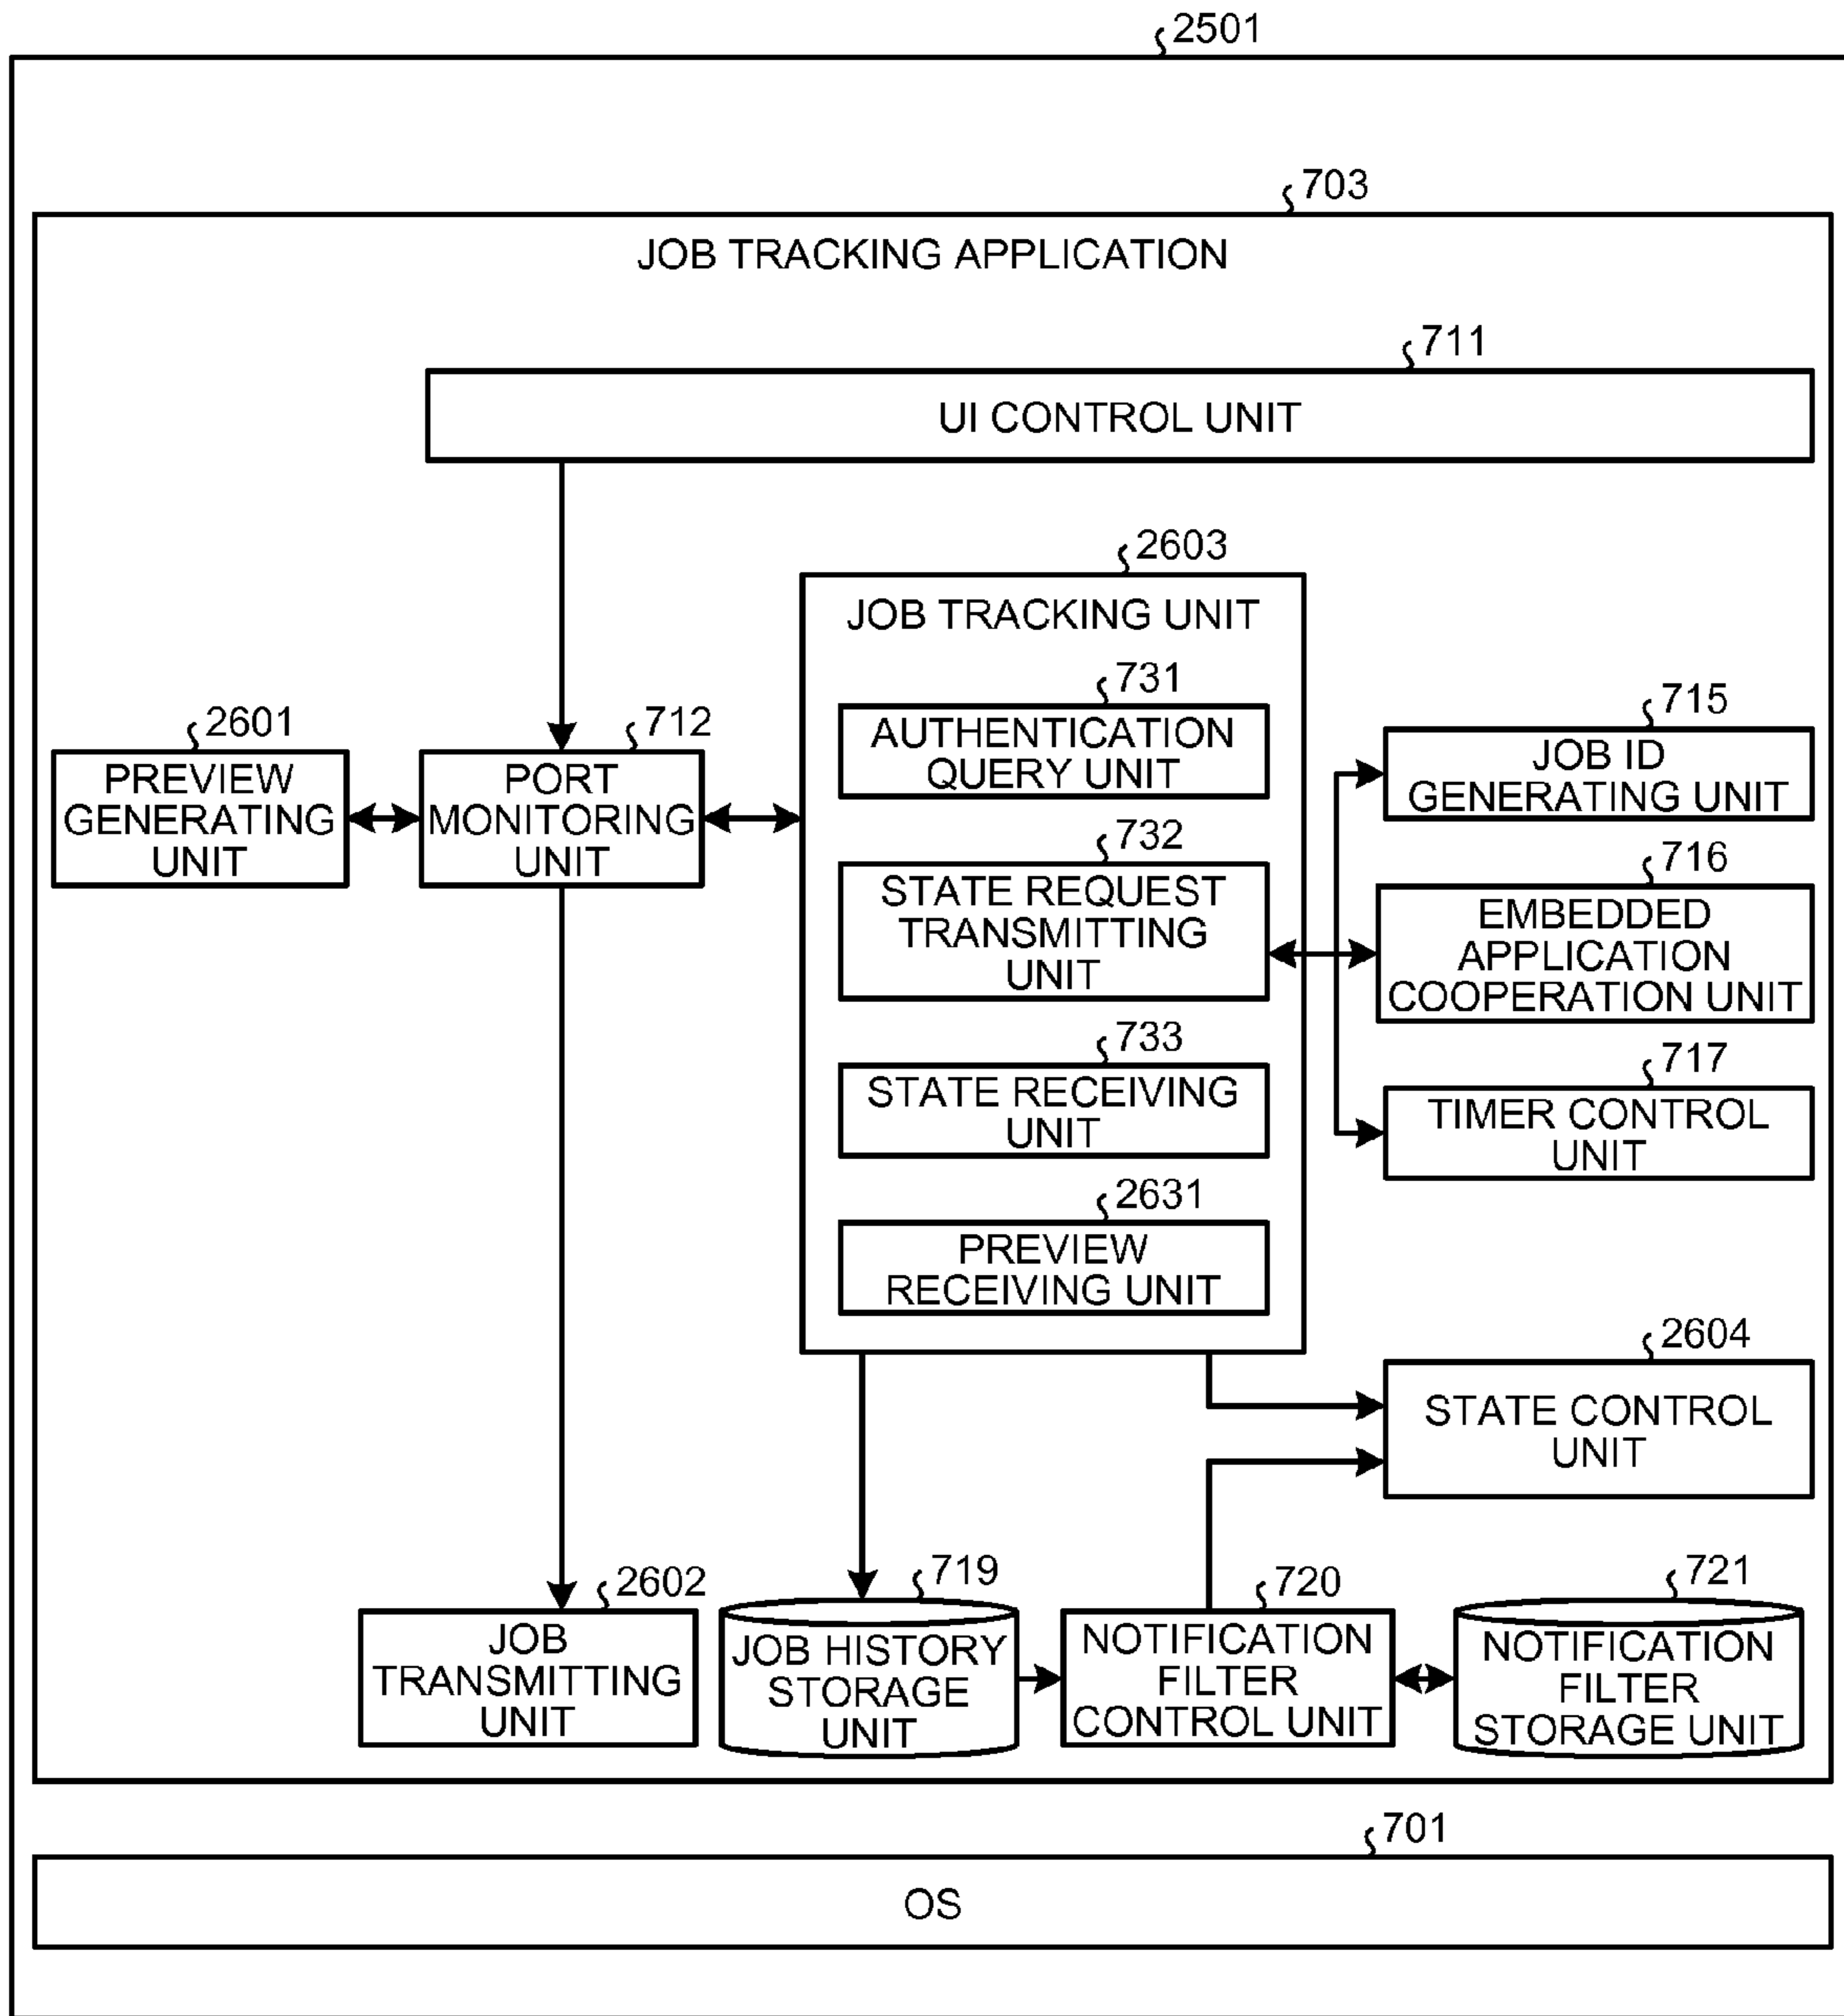 2501
703
JOB TRACKING APPLICATION
711
UI CONTROL UNIT
2603
JOB TRACKING UNIT
731
AUTHENTICATION
QUERY UNIT
732
STATE REQUEST
TRANSMITTING
UNIT
733
STATE RECEIVING
UNIT
2631
PREVIEW
RECEIVING UNIT
2601
PREVIEW
GENERATING
UNIT
712
PORT
MONITORING
UNIT
715
JOB ID
GENERATING UNIT
716
EMBEDDED
APPLICATION
COOPERATION UNIT
717
TIMER CONTROL
UNIT
2604
STATE CONTROL
UNIT
2602
JOB
TRANSMITTING
UNIT
719
JOB HISTORY
STORAGE
UNIT
720
NOTIFICATION
FILTER
CONTROL UNIT
721
NOTIFICATION
FILTER
STORAGE UNIT
701
OS